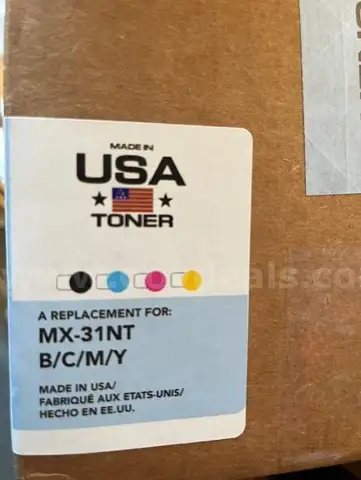 MADE IN
USA
TONER
A REPLACEMENT FOR:
MX-31NT
B/C/M/Y
MADE IN USA/
FABRIQUÉ AUX ETATS-UNIS/
HECHO EN EE.UU.